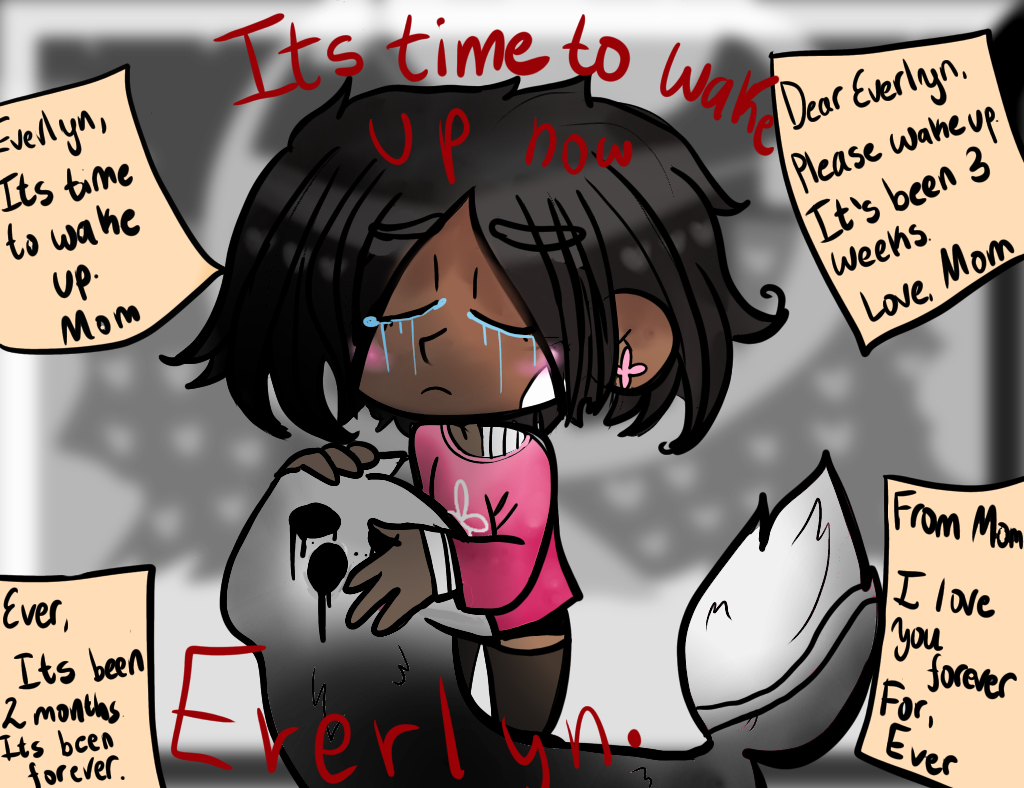 Its time to wake
up now
Everlyn,
Its time
to wake
up.
Mom
Dear Everlyn,
Please wake up.
It's been 3
weeks.
Love, Mom
Ever,
Its been
2 months
Its been
forever.
From Mom
I love
you
forever
For,
Ever
Everlyn.